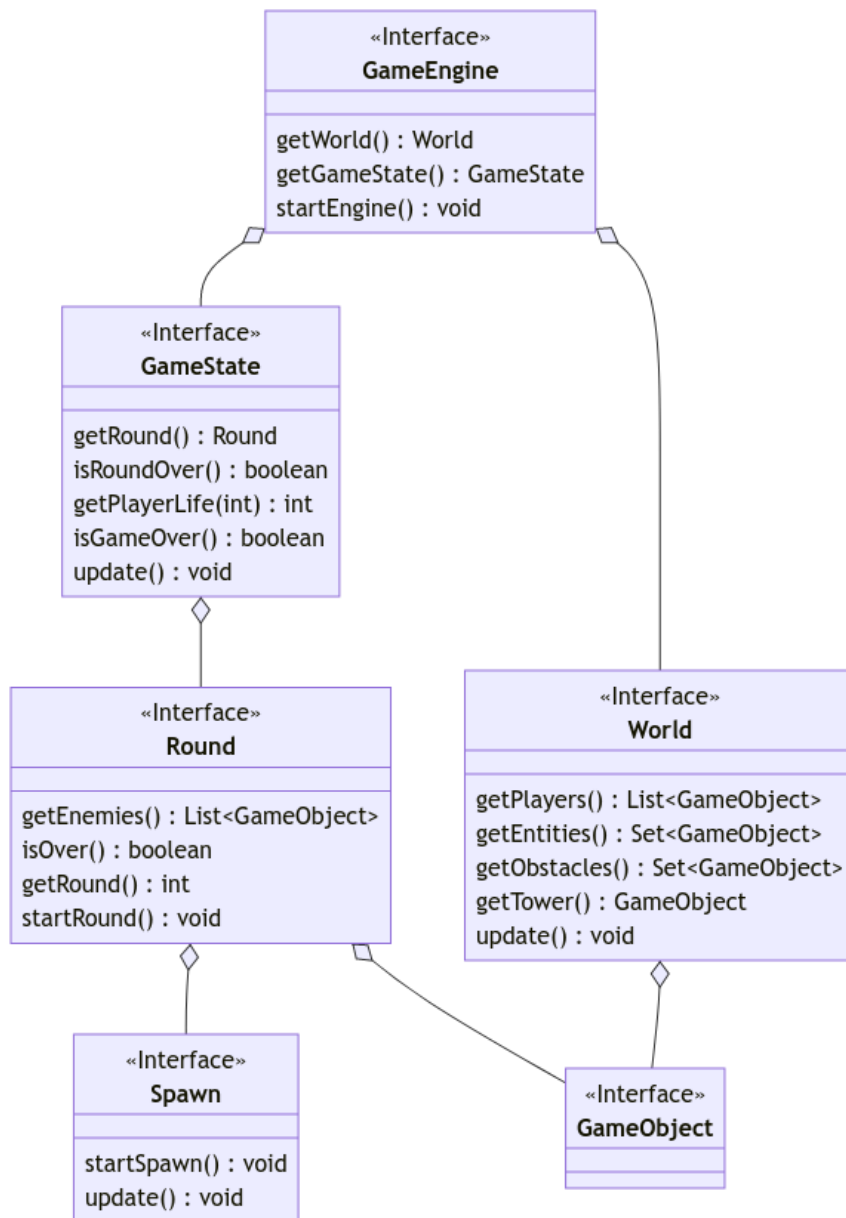 «Interface»
GameEngine
getWorld() : World
getGameState() : GameState
startEngine() : void
«Interface»
GameState
getRound() : Round
isRoundOver() : boolean
getPlayerLife(int) : int
isGameOver() : boolean
update() : void
«Interface»
Round
getEnemies() : List<GameObject>
isOver() : boolean
getRound() : int
startRound() : void
«Interface»
World
getPlayers() : List<GameObject>
getEntities() : Set<GameObject>
getObstacles() : Set<GameObject>
getTower() : GameObject
update() : void
«Interface»
Spawn
startSpawn() : void
update() : void
«Interface»
GameObject